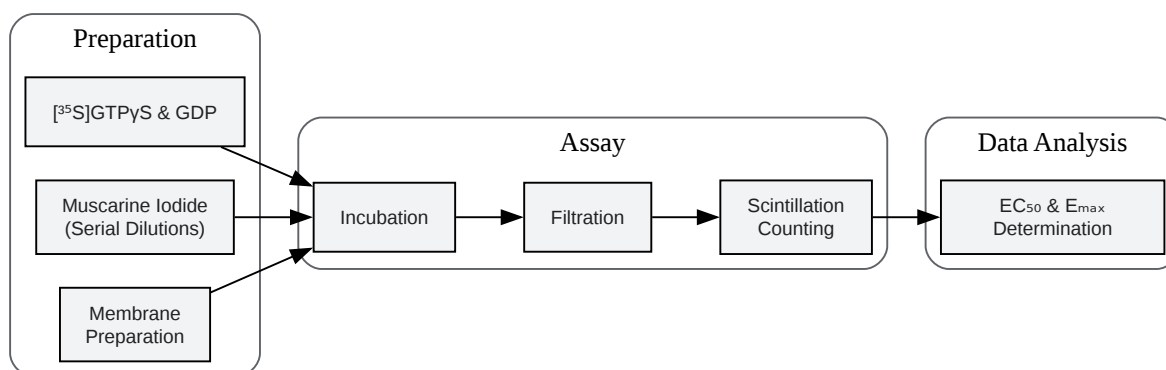 Preparation
[³⁵S]GTPγS & GDP
Muscarine Iodide
(Serial Dilutions)
Membrane
Preparation
Assay
Incubation
Filtration
Scintillation
Counting
Data Analysis
EC₅₀ & Eₘₐₓ
Determination